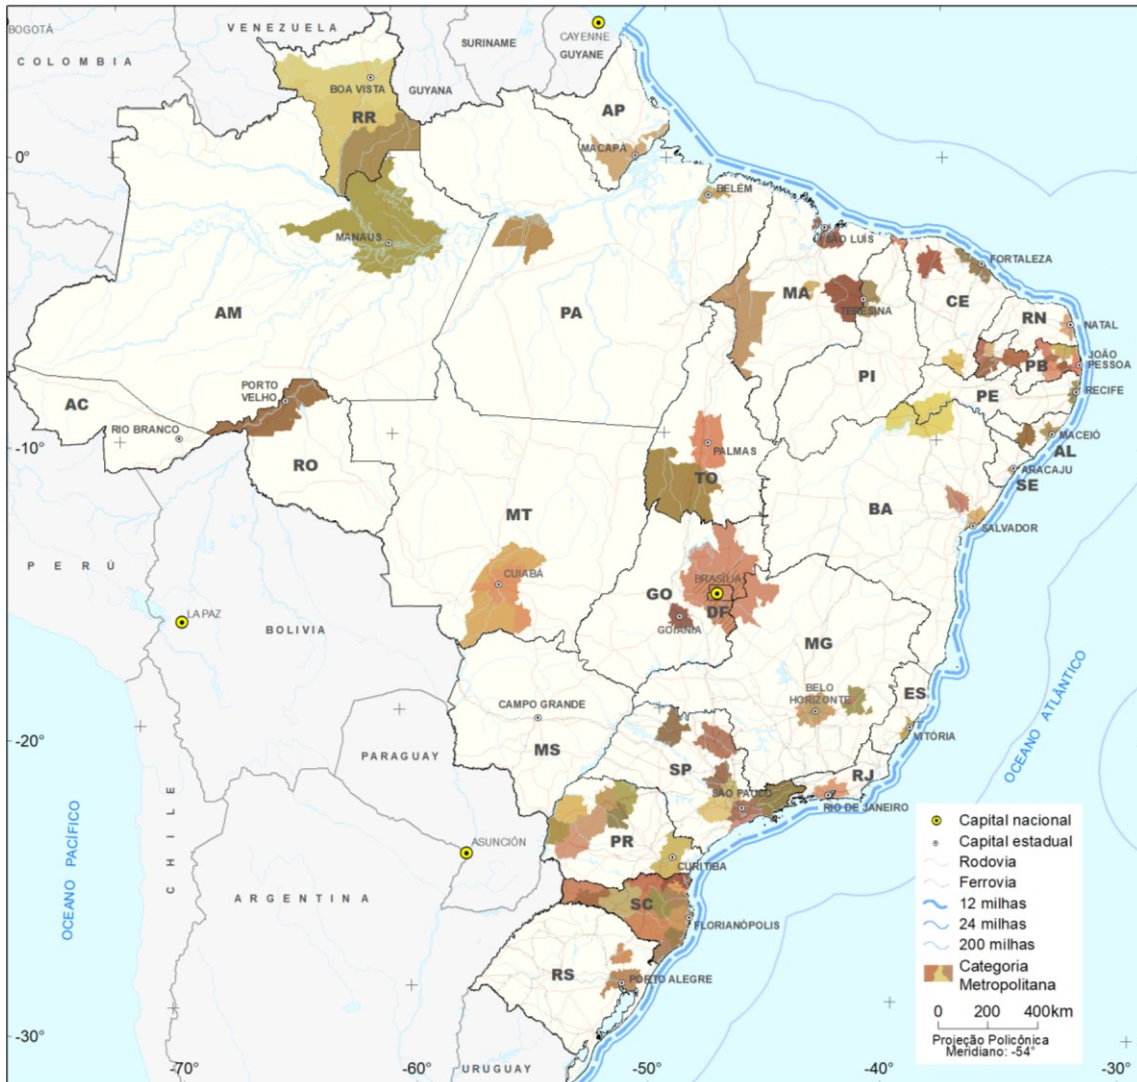 BOGOTÁ
VENEZUELA
CAYENNE
COLOMBIA
SURINAME
GUYANE
BOA VISTA
GUYANA
RR
AP
0°
MACAPÁ
BELÉM
MANAUS
SÃO LUÍS
FORTALEZA
AM
PA
MA
TERESINA
CE
RN
NATAL
JOÃO
PESSOA
PB
PI
PE
RECIFE
PORTO
VELHO
AC
RIO BRANCO
-10°
RO
PALMAS
TO
MACEIÓ
AL
ARACAJU
SE
MT
BA
SALVADOR
PERÚ
CUIABÁ
BRASÍLIA
GO
DF
GOIÂNIA
LA PAZ
BOLIVIA
MG
BELO
HORIZONTE
ES
VITÓRIA
CAMPO GRANDE
MS
-20°
PARAGUAY
SP
SÃO PAULO
RJ
RIO DE JANEIRO
OCEANO ATLÂNTICO
OCEANO PACÍFICO
CHILE
ASUNCIÓN
PR
CURITIBA
ARGENTINA
SC
FLORIANÓPOLIS
RS
PORTO ALEGRE
-30°
URUGUAY
-70°
-60°
-50°
-40°
-30°
Capital nacional
Capital estadual
Rodovia
Ferrovia
12 milhas
24 milhas
200 milhas
Categoria
Metropolitana
0 200 400km
Projeção Policônica
Meridiano: -54°